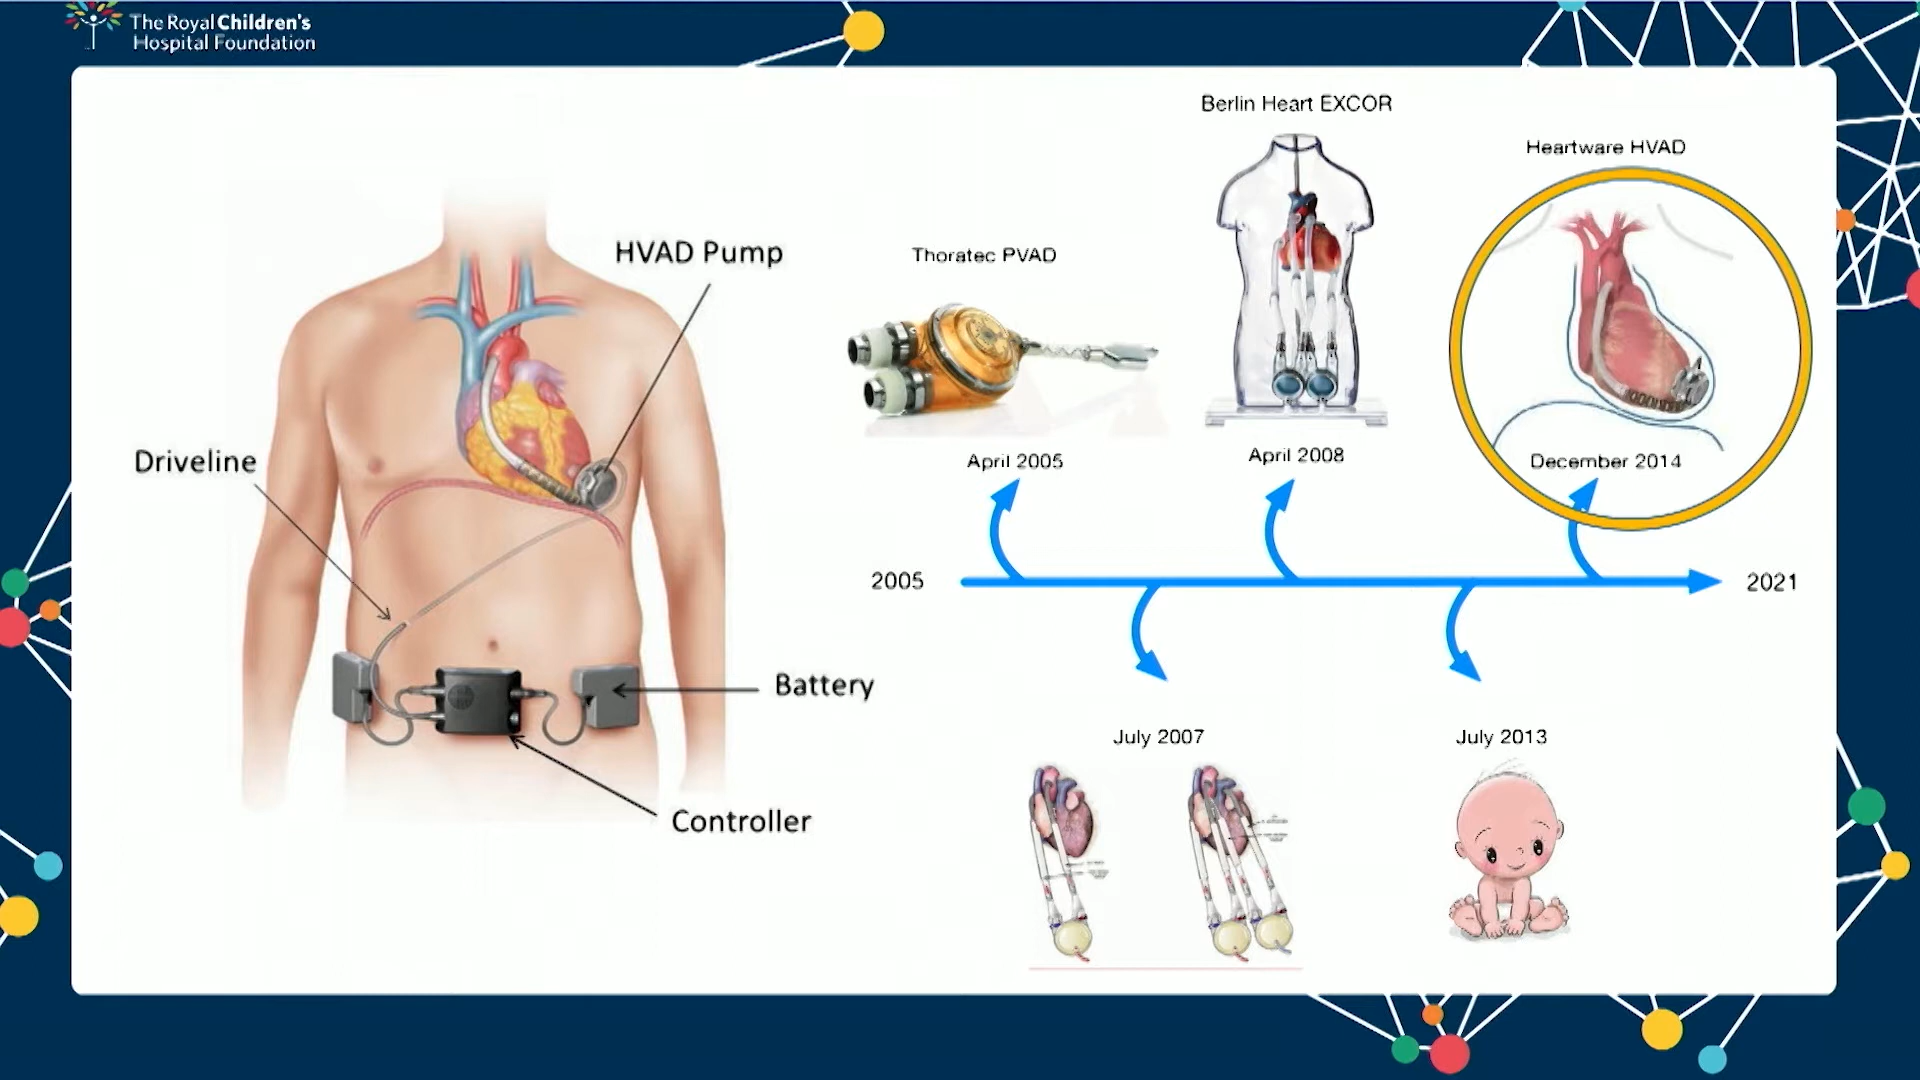 The Royal Children's
Hospital Foundation
Berlin Heart EXCOR
Heartware HVAD
HVAD Pump
Thoratec PVAD
Driveline
April 2005
April 2008
December 2014
2005
2021
Battery
July 2007
July 2013
Controller